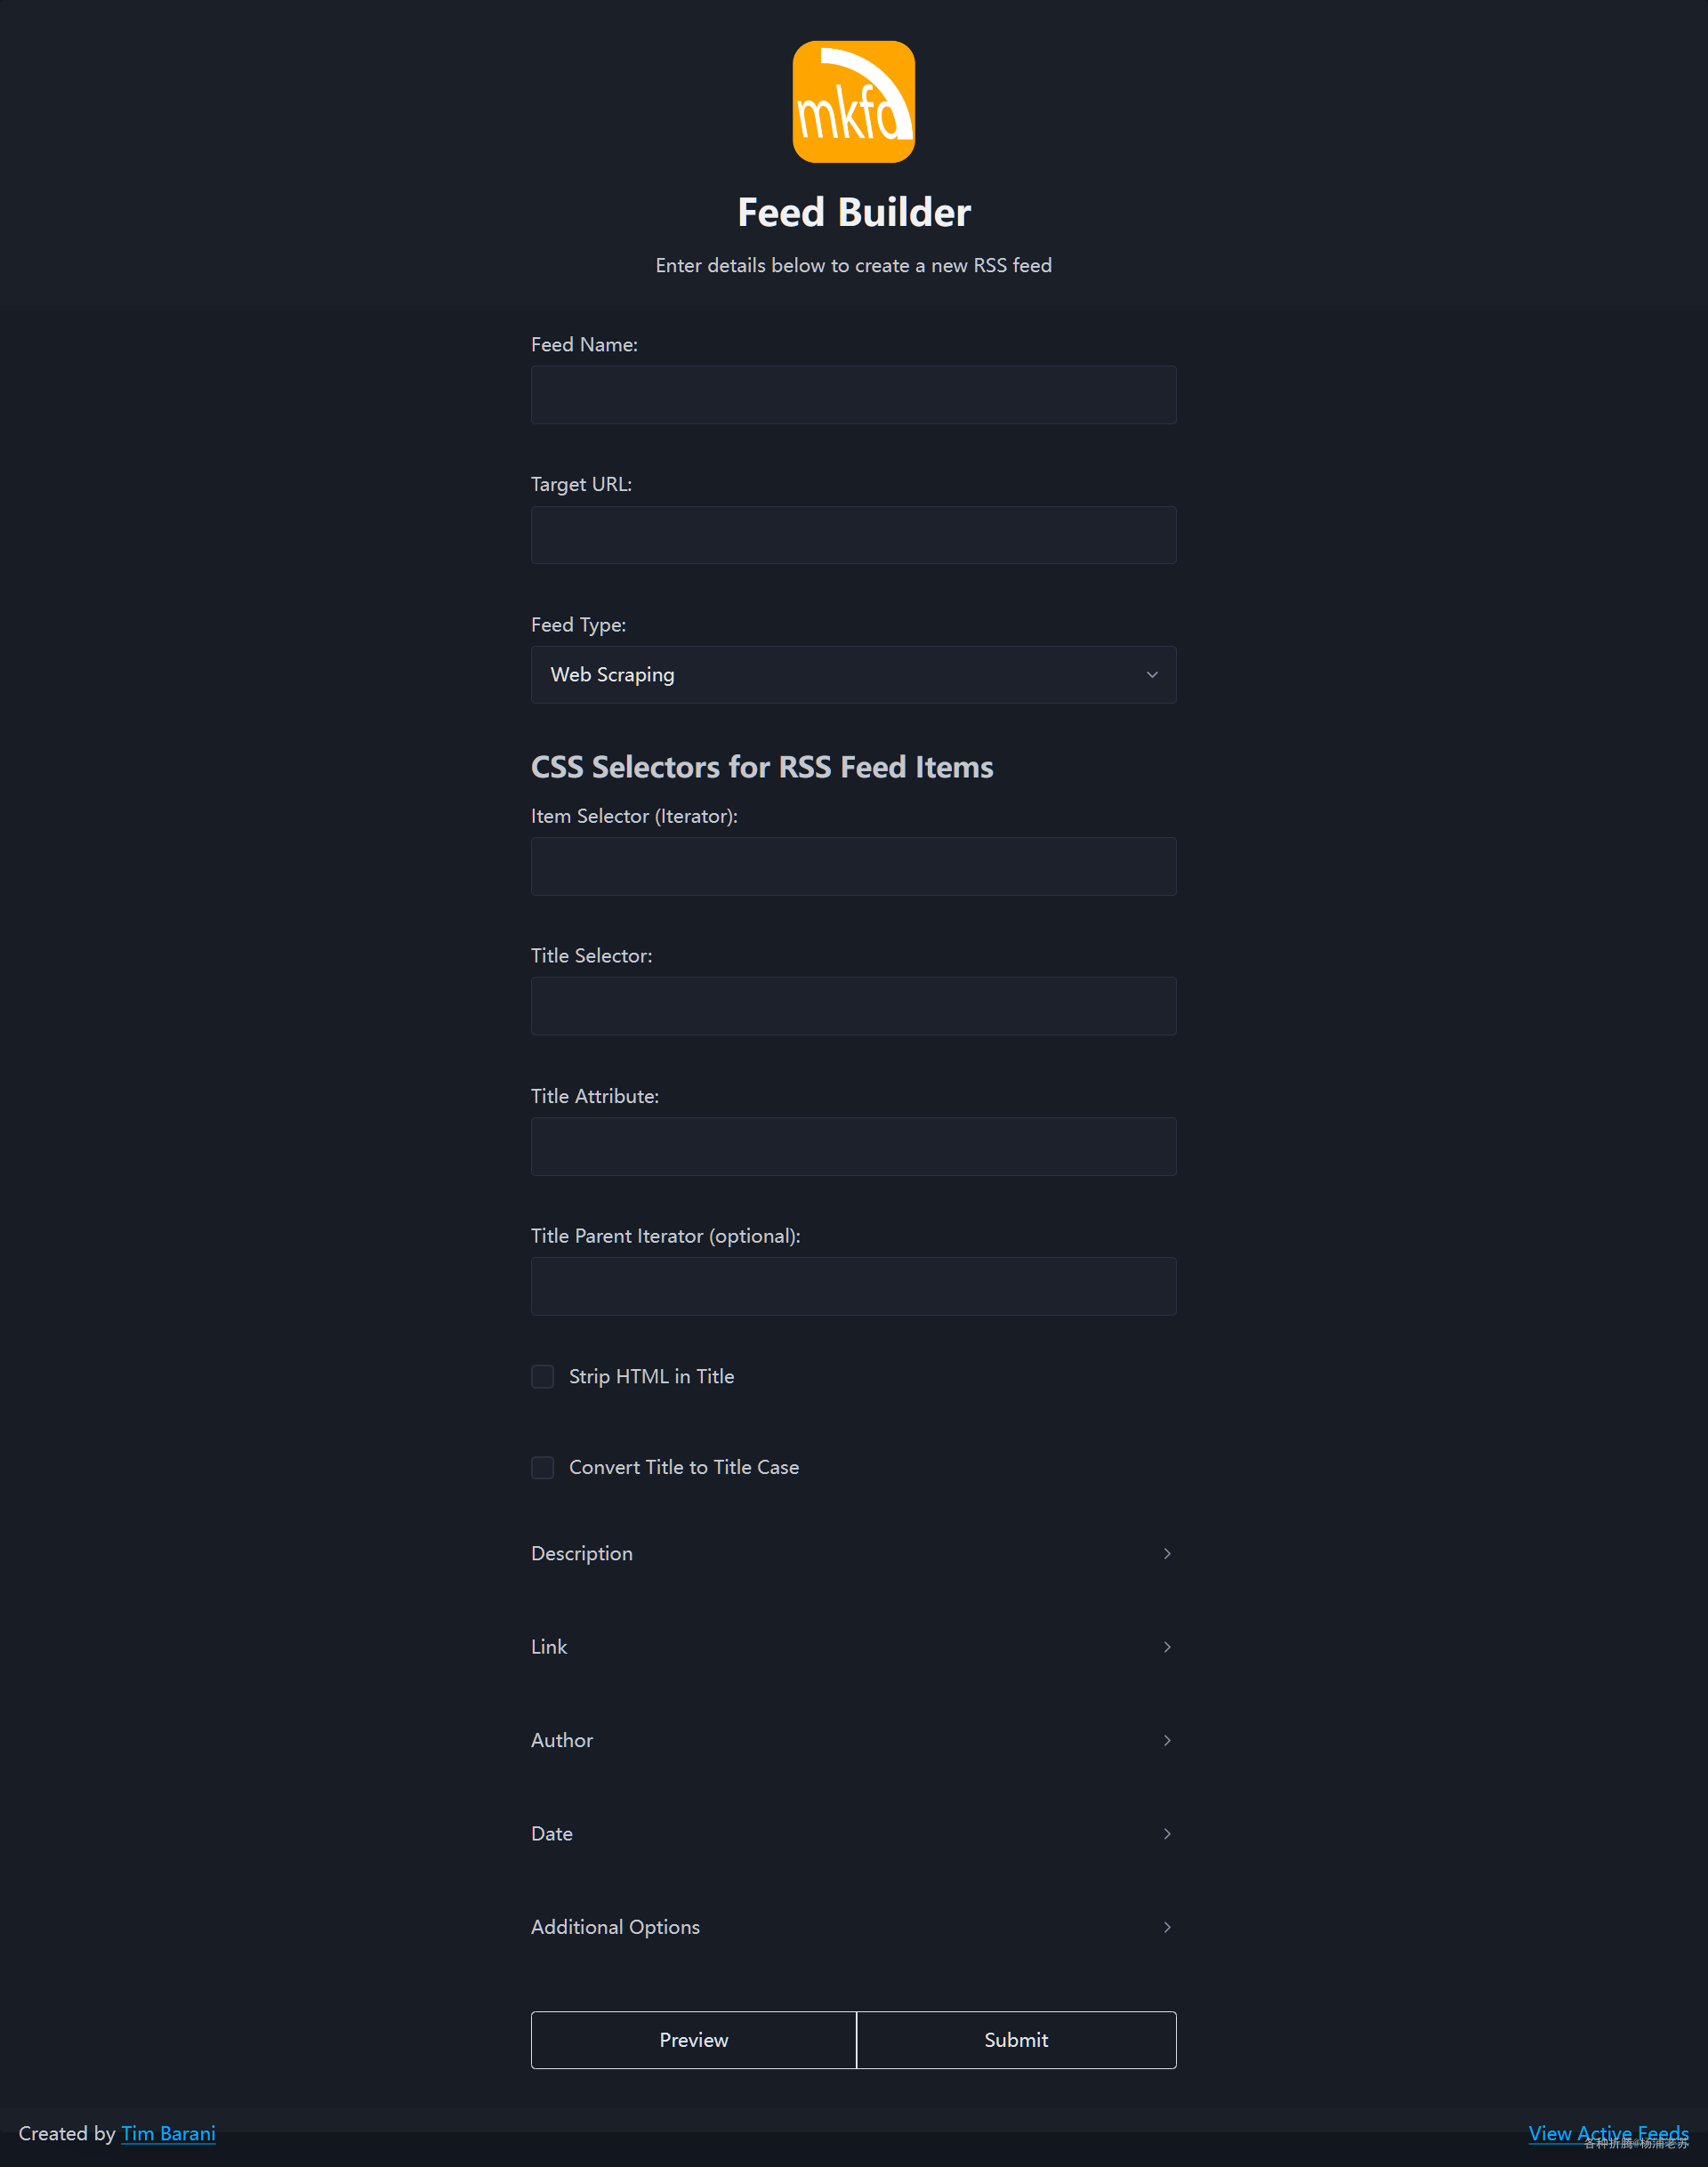 mkfd
Feed Builder
Enter details below to create a new RSS feed
Feed Name:
Target URL:
Feed Type:
Web Scraping
CSS Selectors for RSS Feed Items
Item Selector (Iterator):
Title Selector:
Title Attribute:
Title Parent Iterator (optional):
Strip HTML in Title
Convert Title to Title Case
Description
Link
Author
Date
Additional Options
Preview Submit
Created by Tim Barani View Active Feeds
各种折腾@杨浦老苏